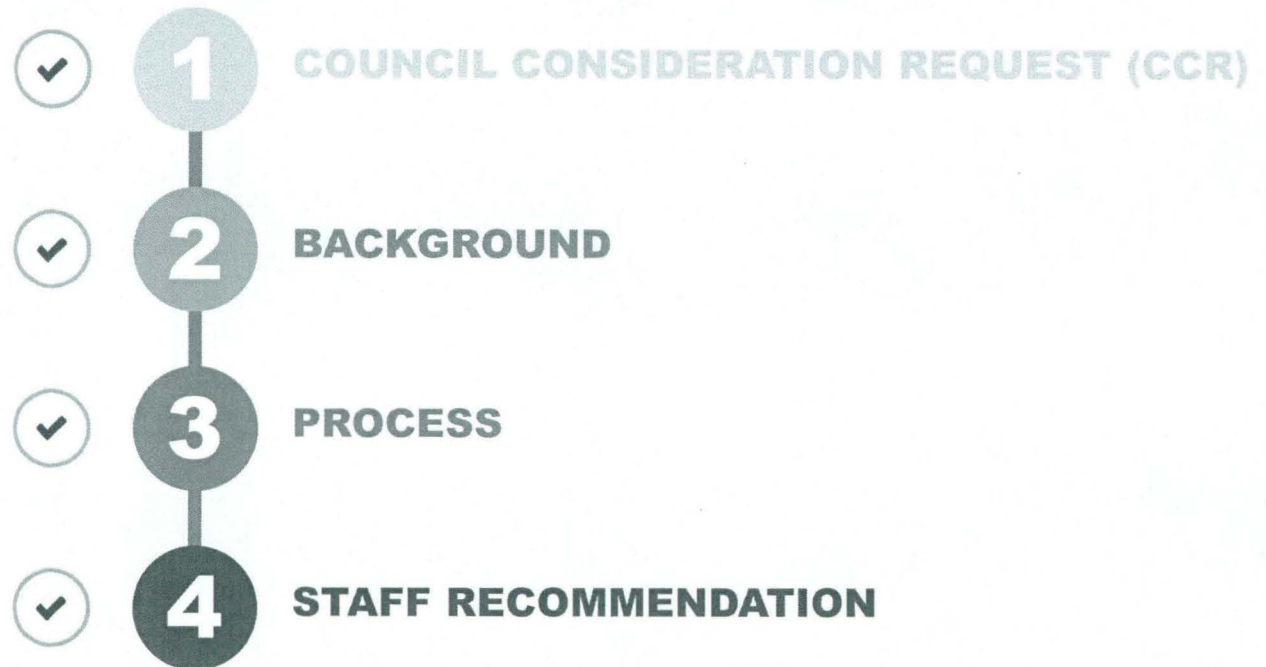 1 COUNCIL CONSIDERATION REQUEST (CCR)
2 BACKGROUND
3 PROCESS
4 STAFF RECOMMENDATION